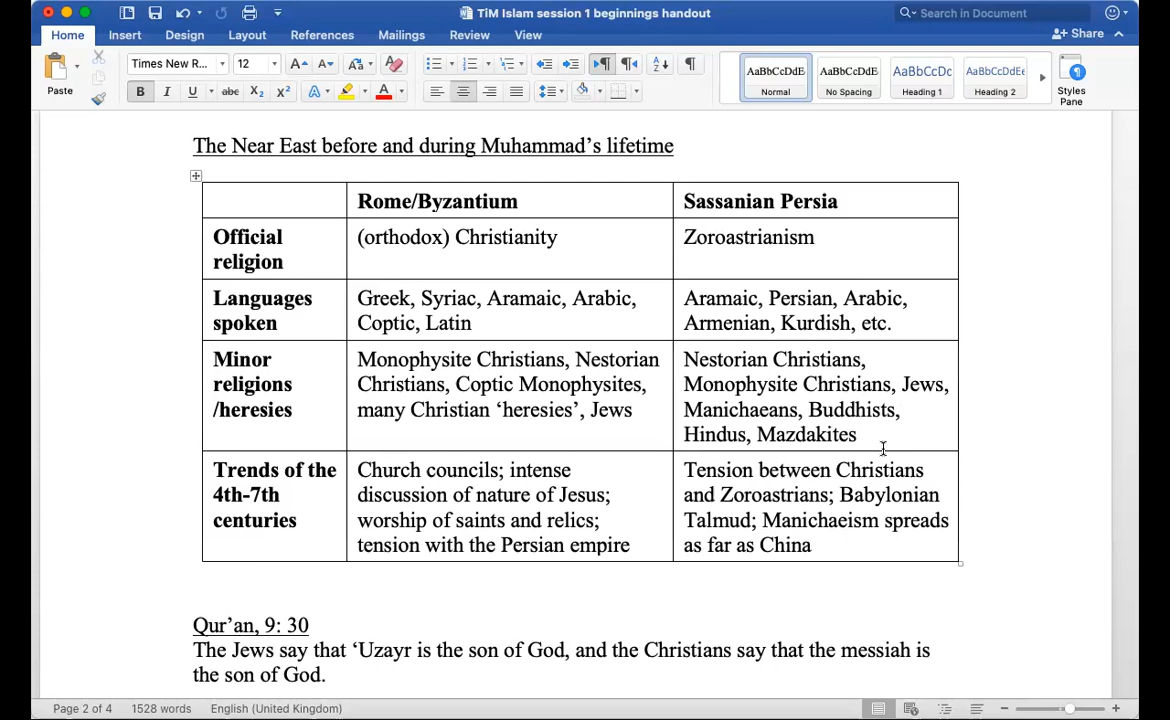 TiM Islam session 1 beginnings handout
Search in Document
Home Insert Design Layout References Mailings Review View
Share
Paste
Times New R... 12
AaBbCcDdE AaBbCcDdE AaBbCcDc AaBbCcDdEe
Normal No Spacing Heading 1 Heading 2
Styles
Pane
The Near East before and during Muhammad’s lifetime
Rome/Byzantium
Sassanian Persia
Official
religion
(orthodox) Christianity
Zoroastrianism
Languages
spoken
Greek, Syriac, Aramaic, Arabic,
Coptic, Latin
Aramaic, Persian, Arabic,
Armenian, Kurdish, etc.
Minor
religions
/heresies
Monophysite Christians, Nestorian
Christians, Coptic Monophysites,
many Christian ‘heresies’, Jews
Nestorian Christians,
Monophysite Christians, Jews,
Manichaeans, Buddhists,
Hindus, Mazdakites
Trends of the
4th-7th
centuries
Church councils; intense
discussion of nature of Jesus;
worship of saints and relics;
tension with the Persian empire
Tension between Christians
and Zoroastrians; Babylonian
Talmud; Manichaeism spreads
as far as China
Qur’an, 9: 30
The Jews say that ‘Uzayr is the son of God, and the Christians say that the messiah is
the son of God.
Page 2 of 4 1528 words English (United Kingdom)